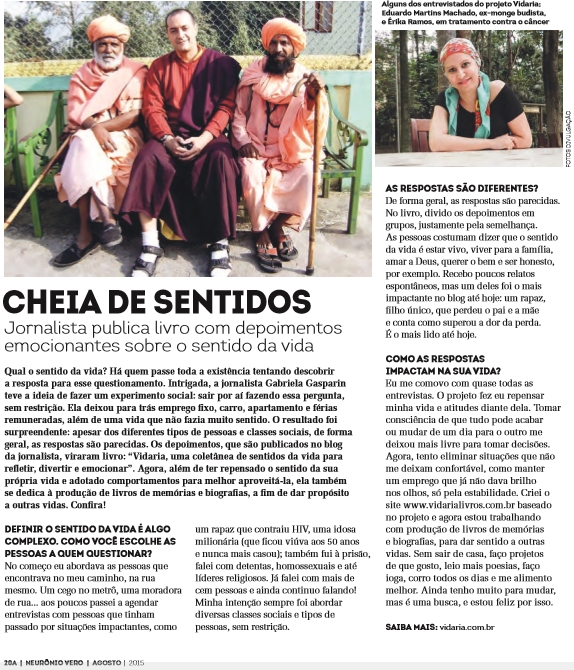 Alguns dos entrevistados do projeto Vidaria:
Eduardo Martins Machado, ex-monge budista,
e Érika Ramos, em tratamento contra o câncer
FOTOS DIVULGAÇÃO
CHEIA DE SENTIDOS
Jornalista publica livro com depoimentos
emocionantes sobre o sentido da vida
Qual o sentido da vida? Há quem passe toda a existência tentando descobrir
a resposta para esse questionamento. Intrigada, a jornalista Gabriela Gasparin
teve a ideia de fazer um experimento social: sair por aí fazendo essa pergunta,
sem restrição. Ela deixou para trás emprego fixo, carro, apartamento e férias
remuneradas, além de uma vida que não fazia muito sentido. O resultado foi
surpreendente: apesar dos diferentes tipos de pessoas e classes sociais, de forma
geral, as respostas são parecidas. Os depoimentos, que são publicados no blog
da jornalista, viraram livro: “Vidaria, uma coletânea de sentidos da vida para
refletir, divertir e emocionar”. Agora, além de ter repensado o sentido da sua
própria vida e adotado comportamentos para melhor aproveitá-la, ela também
se dedica à produção de livros de memórias e biografias, a fim de dar propósito
a outras vidas. Confira!
DEFINIR O SENTIDO DA VIDA É ALGO
COMPLEXO. COMO VOCÊ ESCOLHE AS
PESSOAS A QUEM QUESTIONAR?
No começo eu abordava as pessoas que
encontrava no meu caminho, na rua
mesmo. Um cego no metrô, uma moradora
de rua... aos poucos passei a agendar
entrevistas com pessoas que tinham
passado por situações impactantes, como
um rapaz que contraiu HIV, uma idosa
milionária (que ficou viúva aos 50 anos
e nunca mais casou); também fui à prisão,
falei com detentas, homossexuais e até
líderes religiosos. Já falei com mais de
cem pessoas e ainda continuo falando!
Minha intenção sempre foi abordar
diversas classes sociais e tipos de
pessoas, sem restrição.
AS RESPOSTAS SÃO DIFERENTES?
De forma geral, as respostas são parecidas.
No livro, divido os depoimentos em
grupos, justamente pela semelhança.
As pessoas costumam dizer que o sentido
da vida é estar vivo, viver para a família,
amar a Deus, querer o bem e ser honesto,
por exemplo. Recebo poucos relatos
espontâneos, mas um deles foi o mais
impactante no blog até hoje: um rapaz,
filho único, que perdeu o pai e a mãe
e conta como superou a dor da perda.
É o mais lido até hoje.
COMO AS RESPOSTAS
IMPACTAM NA SUA VIDA?
Eu me comovo com quase todas as
entrevistas. O projeto fez eu repensar
minha vida e atitudes diante dela. Tomar
consciência de que tudo pode acabar
ou mudar de um dia para o outro me
deixou mais livre para tomar decisões.
Agora, tento eliminar situações que não
me deixam confortável, como manter
um emprego que já não dava brilho
nos olhos, só pela estabilidade. Criei o
site www.vidarialivros.com.br baseado
no projeto e agora estou trabalhando
com produção de livros de memórias
e biografias, para dar sentido a outras
vidas. Sem sair de casa, faço projetos
de que gosto, leio mais poesias, faço
ioga, corro todos os dias e me alimento
melhor. Ainda tenho muito para mudar,
mas é uma busca, e estou feliz por isso.
SAIBA MAIS: vidaria.com.br
28A | NEURÔNIO VERO | AGOSTO | 2015